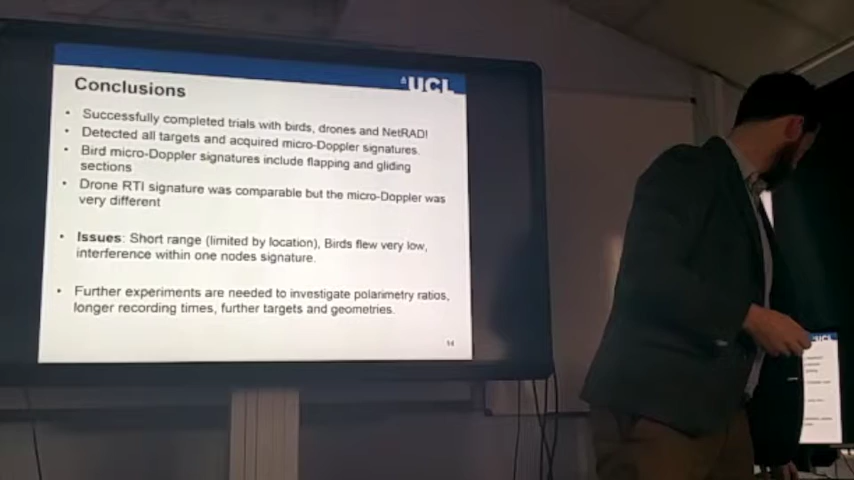 Conclusions
UCL
• Successfully completed trials with birds, drones and NetRAD!
• Detected all targets and acquired micro-Doppler signatures.
• Bird micro-Doppler signatures include flapping and gliding
sections
• Drone RTI signature was comparable but the micro-Doppler was
very different
• Issues: Short range (limited by location), Birds flew very low,
interference within one nodes signature.
• Further experiments are needed to investigate polarimetry ratios,
longer recording times, further targets and geometries.
14
UCL